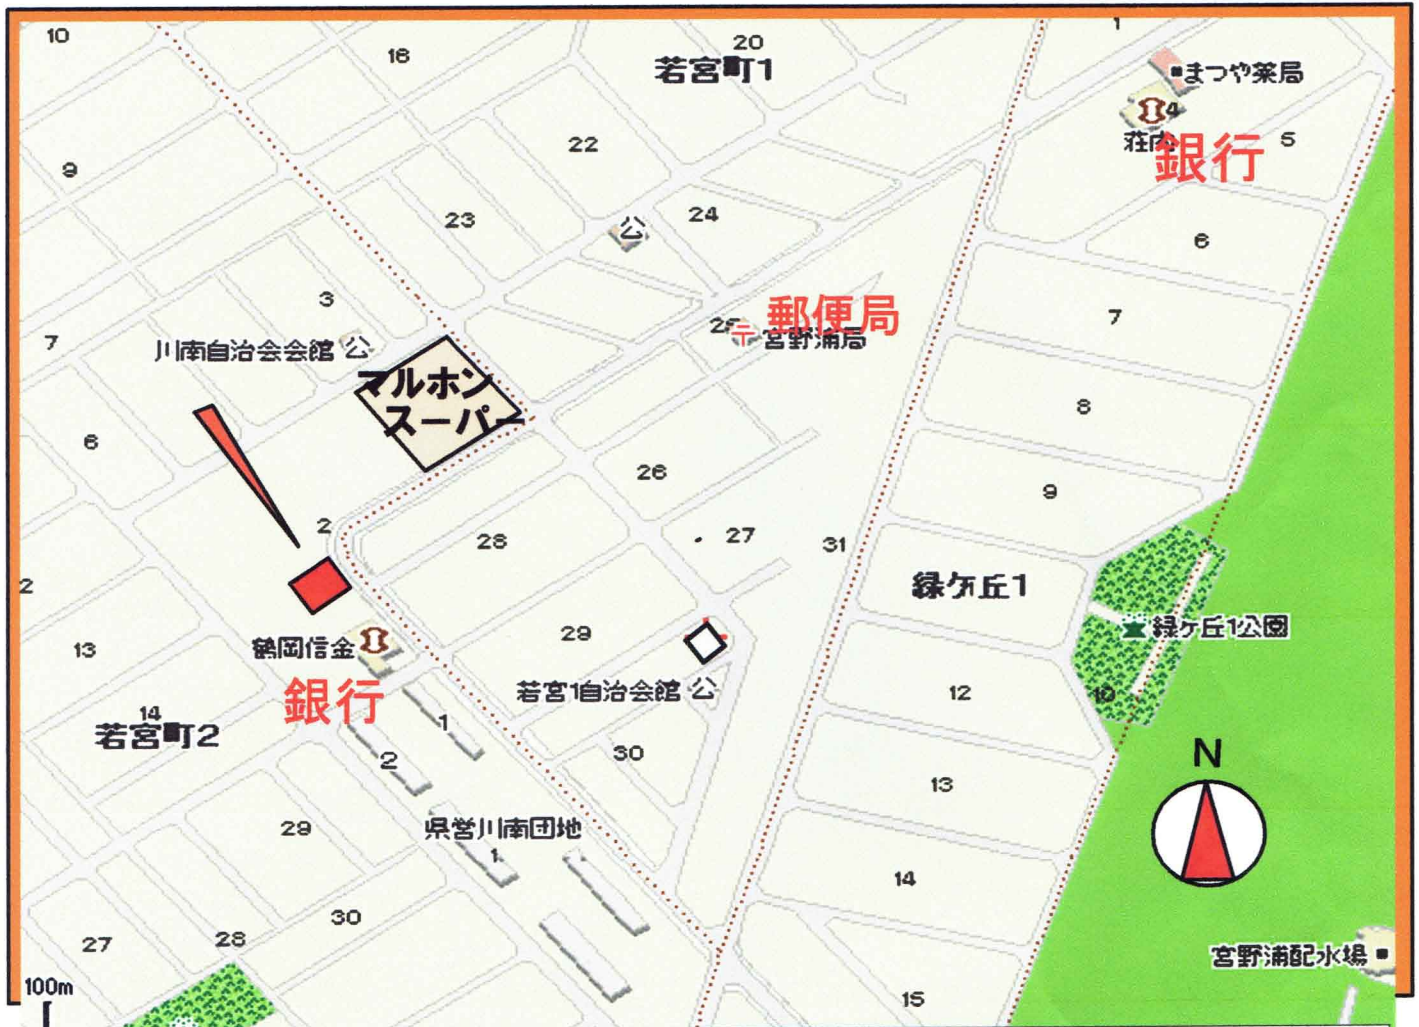 10
16
20
若宮町1
1
まつや薬局
4
荘内
銀行
5
22
9
23
公
24
6
3
7
川南自治会会館 公
郵便局
〒
宮野浦局
7
マルホン
スーパー
8
6
26
9
2
28
27
31
緑ケ丘1
2
緑ヶ丘1公園
29
13
鶴岡信金
若宮1自治会館 公
12
10
銀行
14
若宮町2
1
2
30
N
13
29
県営川南団地
1
14
30
27
28
宮野浦配水場
100m
15